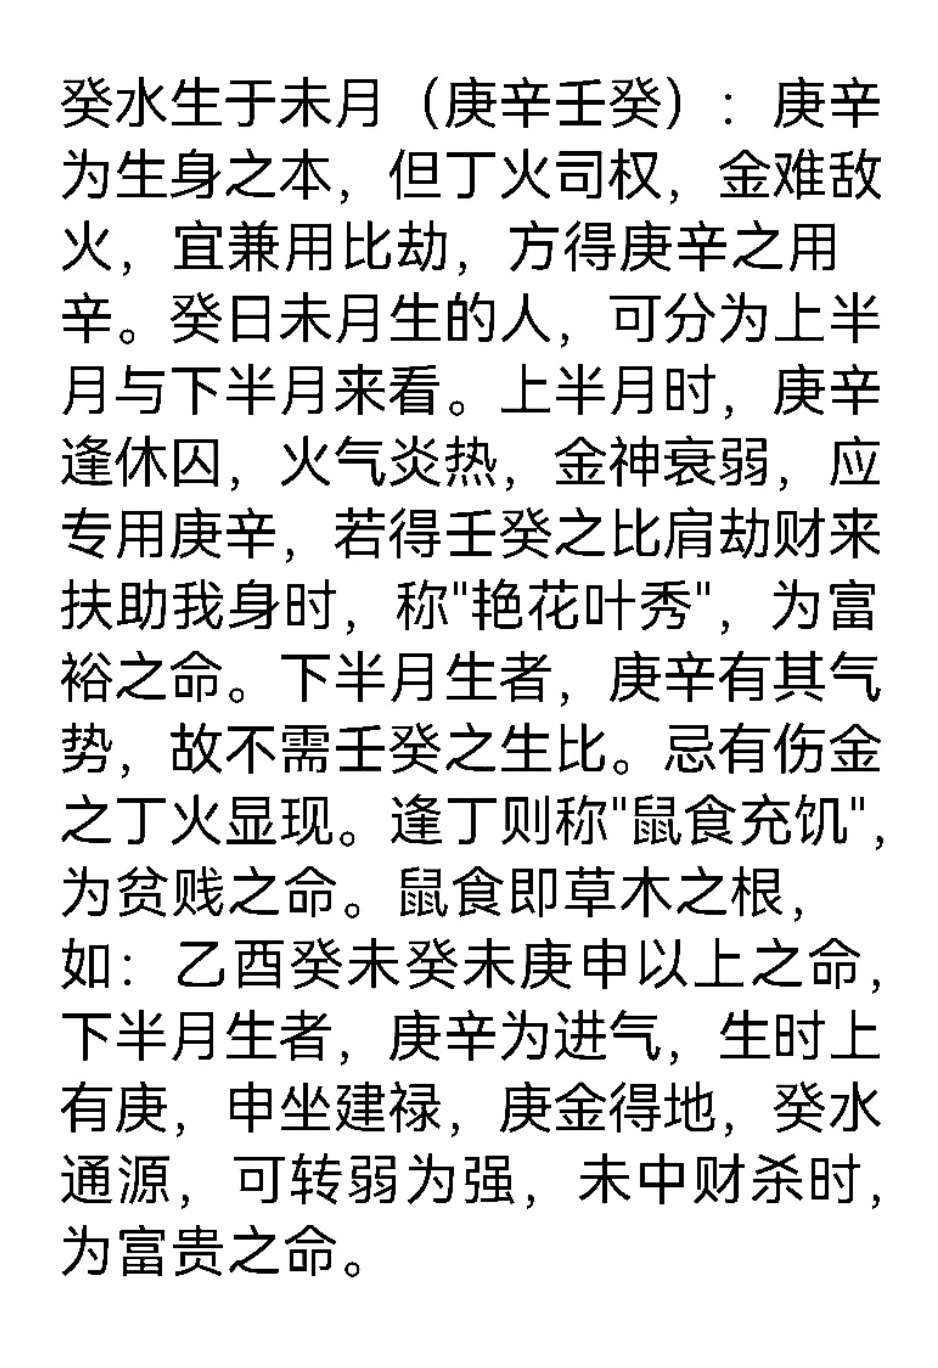 癸水生于未月（庚辛壬癸）：庚辛
为生身之本，但丁火司权，金难敌
火，宜兼用比劫，方得庚辛之用
辛。癸日未月生的人，可分为上半
月与下半月来看。上半月时，庚辛
逢休囚，火气炎热，金神衰弱，应
专用庚辛，若得壬癸之比肩劫财来
扶助我身时，称"艳花叶秀"，为富
裕之命。下半月生者，庚辛有其气
势，故不需壬癸之生比。忌有伤金
之丁火显现。逢丁则称"鼠食充饥"，
为贫贱之命。鼠食即草木之根，
如：乙酉癸未癸未庚申以上之命，
下半月生者，庚辛为进气，生时上
有庚，申坐建禄，庚金得地，癸水
通源，可转弱为强，未中财杀时，
为富贵之命。